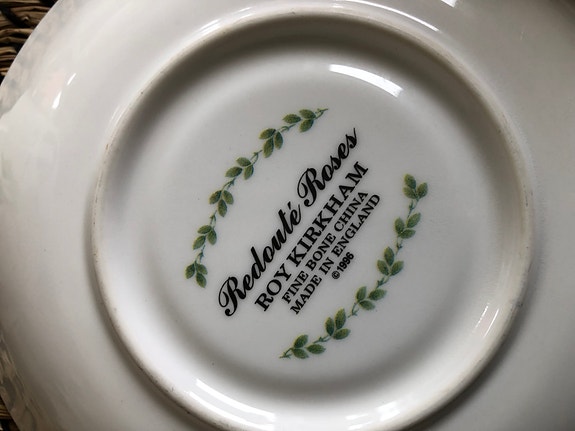 Redouté Roses
ROY KIRKHAM
FINE BONE CHINA
MADE IN ENGLAND
©1996